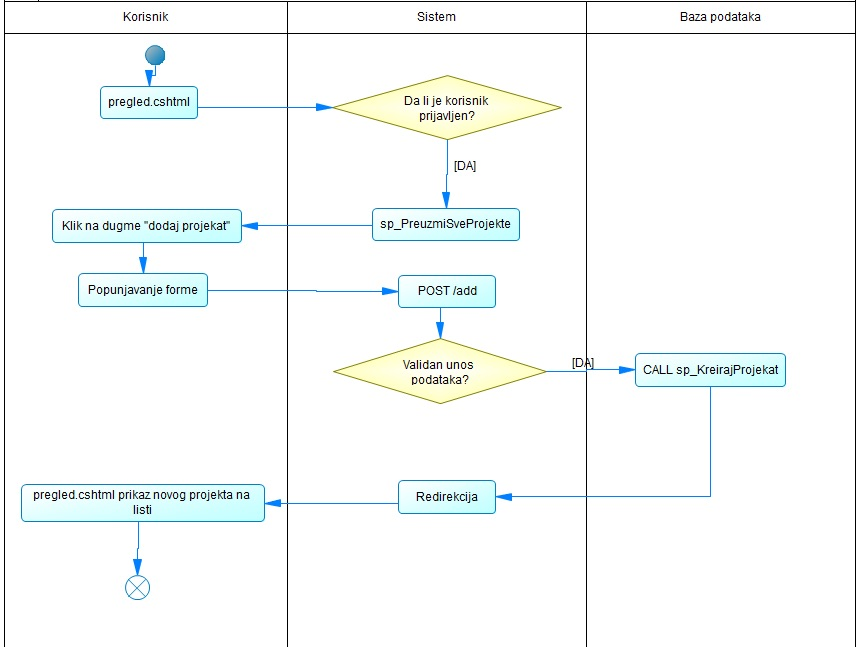 Korisnik
Sistem
Baza podataka
pregled.cshtml
Da li je korisnik
prijavljen?
[DA]
sp_PreuzmiSveProjekte
Klik na dugme "dodaj projekat"
Popunjavanje forme
POST /add
Validan unos
podataka?
[DA]
CALL sp_KreirajProjekat
Redirekcija
pregled.cshtml prikaz novog projekta na
listi